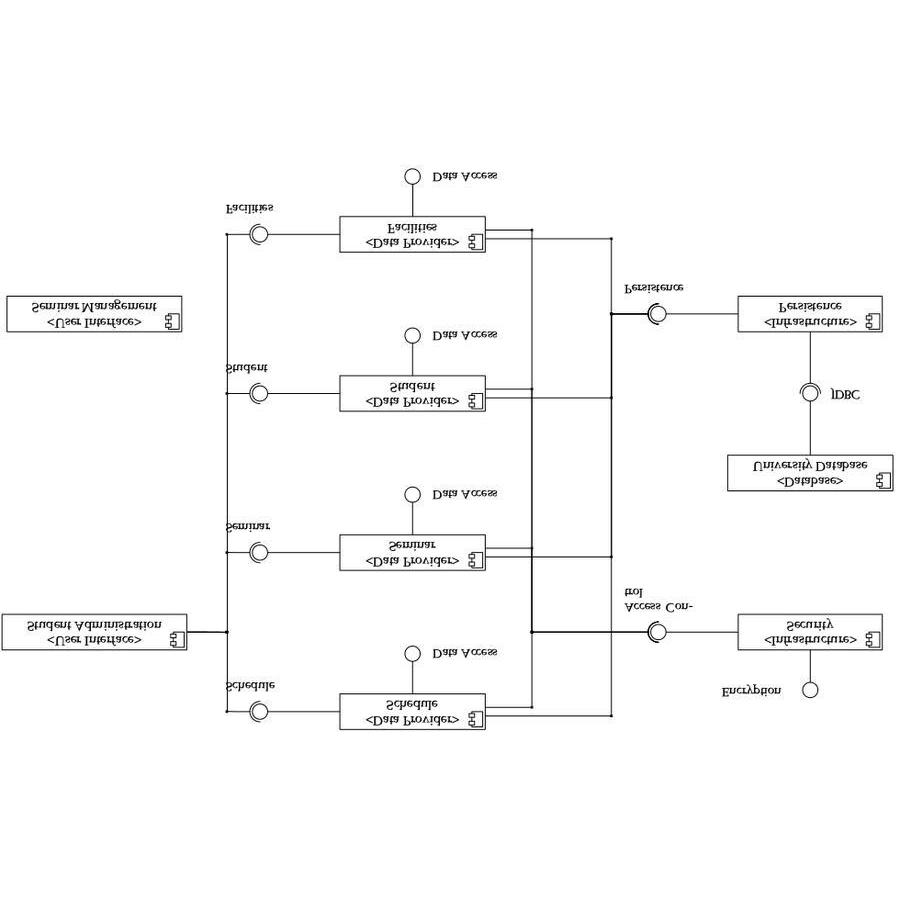 <Data Provider>
Schedule
Encryption
Schedule
Data Access
<User Interface>
Student Administration
<Infrastructure>
Security
Access Con-
trol
<Data Provider>
Seminar
Seminar
Data Access
<Database>
University Database
<Data Provider>
Student
JDBC
Student
Data Access
<User Interface>
Seminar Management
<Infrastructure>
Persistence
Persistence
<Data Provider>
Facilities
Facilities
Data Access